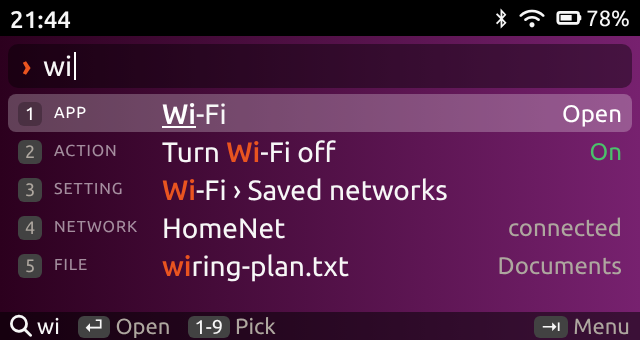 21:44 78%
› wi
1 APP Wi-Fi Open
2 ACTION Turn Wi-Fi off On
3 SETTING Wi-Fi › Saved networks
4 NETWORK HomeNet connected
5 FILE wiring-plan.txt Documents
wi Open 1-9 Pick Menu